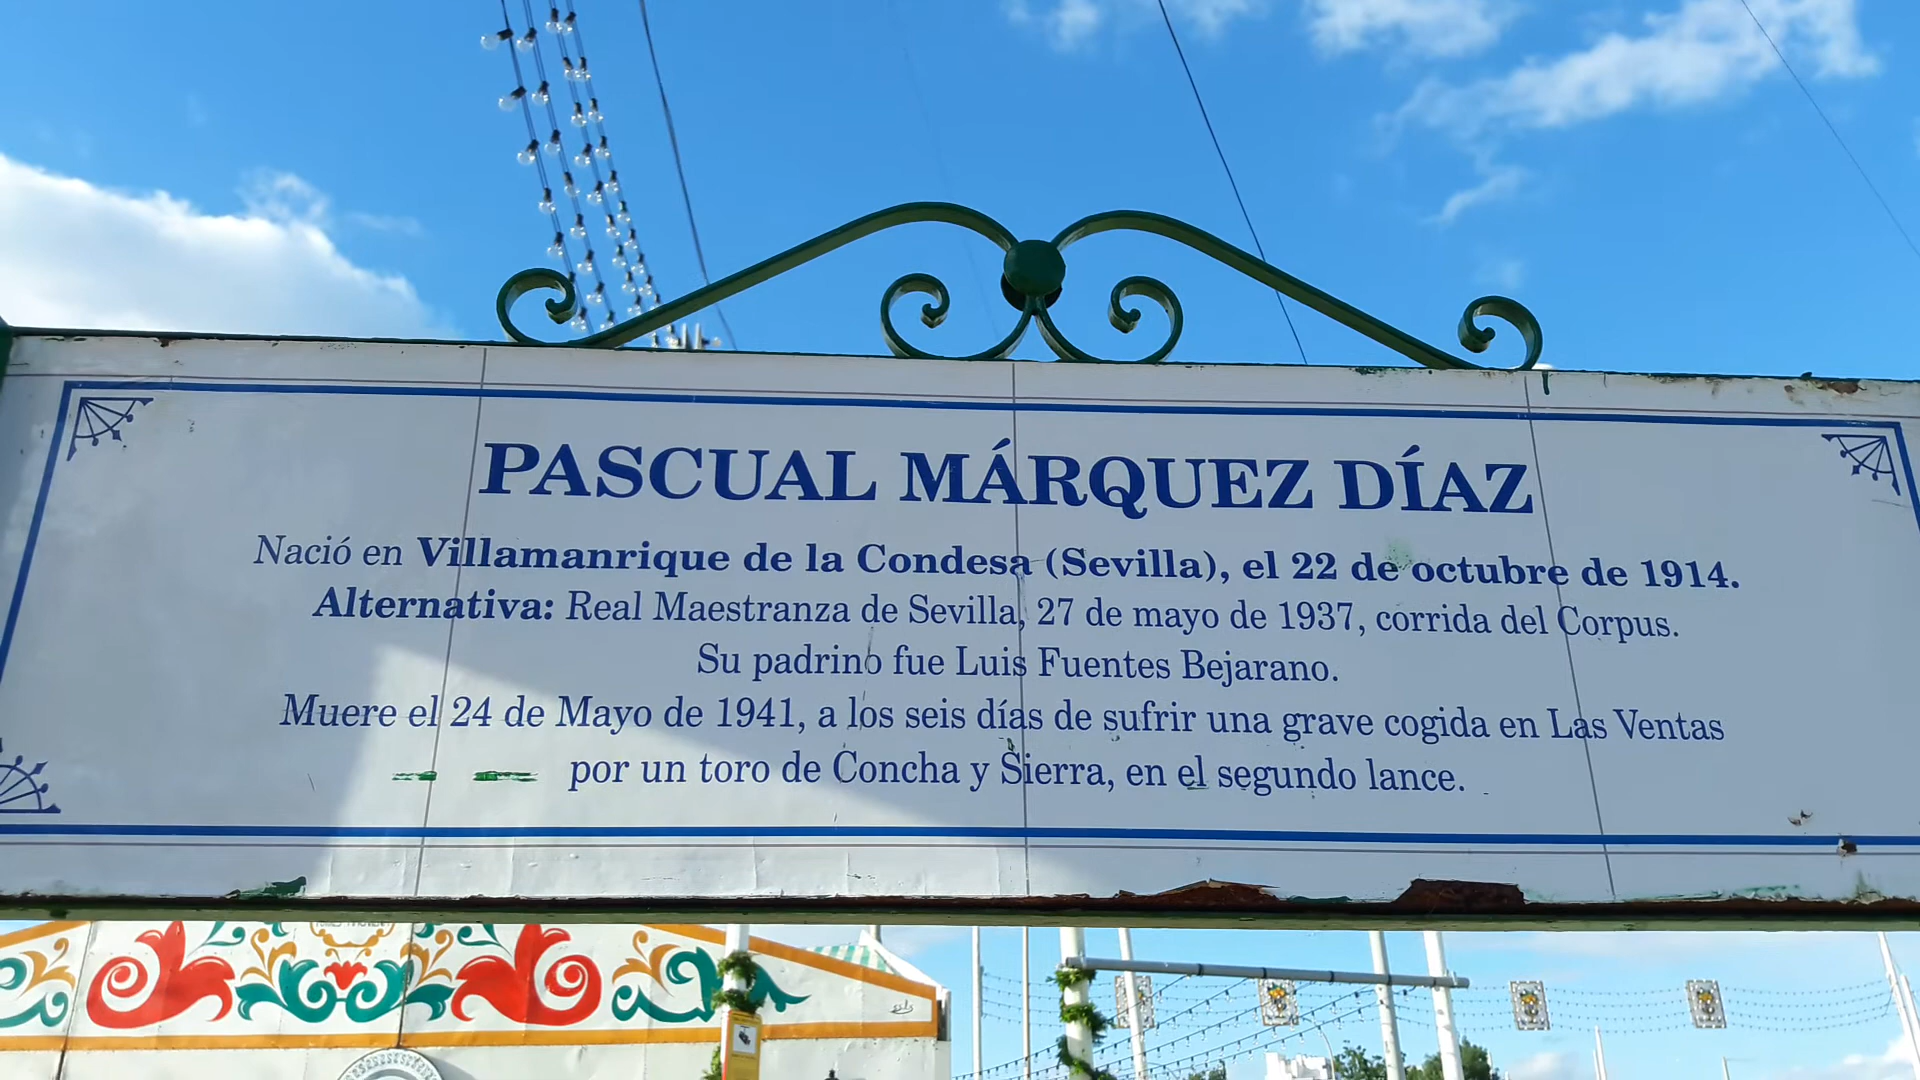 PASCUAL MÁRQUEZ DÍAZ
Nació en Villamanrique de la Condesa (Sevilla), el 22 de octubre de 1914.
Alternativa: Real Maestranza de Sevilla, 27 de mayo de 1937, corrida del Corpus.
Su padrino fue Luis Fuentes Bejarano.
Muere el 24 de Mayo de 1941, a los seis días de sufrir una grave cogida en Las Ventas
por un toro de Concha y Sierra, en el segundo lance.